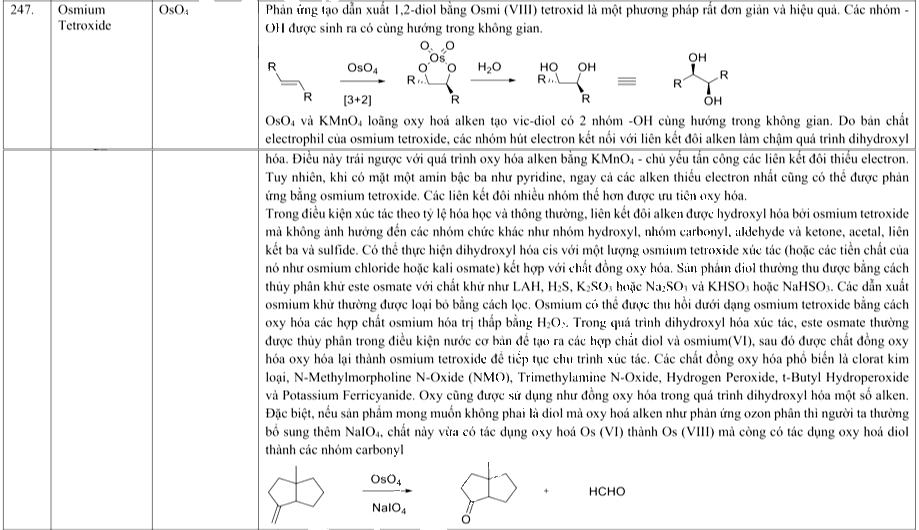 247. Osmium OsO₄ Phản ứng tạo dẫn xuất 1,2-diol bằng Osmi (VIII) tetroxid là một phương pháp rất đơn giản và hiệu quả. Các nhóm -
Tetroxide OH được sinh ra có cùng hướng trong không gian.
O O
Os
R OsO₄ O O H₂O HO OH OH
R R R R
R [3+2] R R OH
OsO₄ và KMnO₄ loãng oxy hoá alken tạo vic-diol có 2 nhóm -OH cùng hướng trong không gian. Do bản chất
electrophil của osmium tetroxide, các nhóm hút electron kết nối với liên kết đôi alken làm chậm quá trình dihydroxyl
hóa. Điều này trái ngược với quá trình oxy hóa alken bằng KMnO₄ - chủ yếu tấn công các liên kết đôi thiếu electron.
Tuy nhiên, khi có mặt một amin bậc ba như pyridine, ngay cả các alken thiếu electron nhất cũng có thể được phản
ứng bằng osmium tetroxide. Các liên kết đôi nhiều nhóm thế hơn được ưu tiên oxy hóa.
Trong điều kiện xúc tác theo tỷ lệ hóa học và thông thường, liên kết đôi alken được hydroxyl hóa bởi osmium tetroxide
mà không ảnh hưởng đến các nhóm chức khác như nhóm hydroxyl, nhóm carbonyl, aldehyde và ketone, acetal, liên
kết ba và sulfide. Có thể thực hiện dihydroxyl hóa cis với một lượng osmium tetroxide xúc tác (hoặc các tiền chất của
nó như osmium chloride hoặc kali osmate) kết hợp với chất đồng oxy hóa. Sản phẩm diol thường thu được bằng cách
thủy phân khử este osmate với chất khử như LAH, H₂S, K₂SO₃ hoặc Na₂SO₃ và KHSO₃ hoặc NaHSO₃. Các dẫn xuất
osmium khử thường được loại bỏ bằng cách lọc. Osmium có thể được thu hồi dưới dạng osmium tetroxide bằng cách
oxy hóa các hợp chất osmium hóa trị thấp bằng H₂O₂. Trong quá trình dihydroxyl hóa xúc tác, este osmate thường
được thủy phân trong điều kiện nước cơ bản để tạo ra các hợp chất diol và osmium(VI), sau đó được chất đồng oxy
hóa oxy hóa lại thành osmium tetroxide để tiếp tục chu trình xúc tác. Các chất đồng oxy hóa phổ biến là clorat kim
loại, N-Methylmorpholine N-Oxide (NMO), Trimethylamine N-Oxide, Hydrogen Peroxide, t-Butyl Hydroperoxide
và Potassium Ferricyanide. Oxy cũng được sử dụng như đồng oxy hóa trong quá trình dihydroxyl hóa một số alken.
Đặc biệt, nếu sản phẩm mong muốn không phai là diol mà oxy hoá alken như phản ứng ozon phân thì người ta thường
bổ sung thêm NaIO₄, chất này vừa có tác dụng oxy hoá Os (VI) thành Os (VIII) mà còng có tác dụng oxy hoá diol
thành các nhóm carbonyl
OsO₄
NaIO₄ O + HCHO